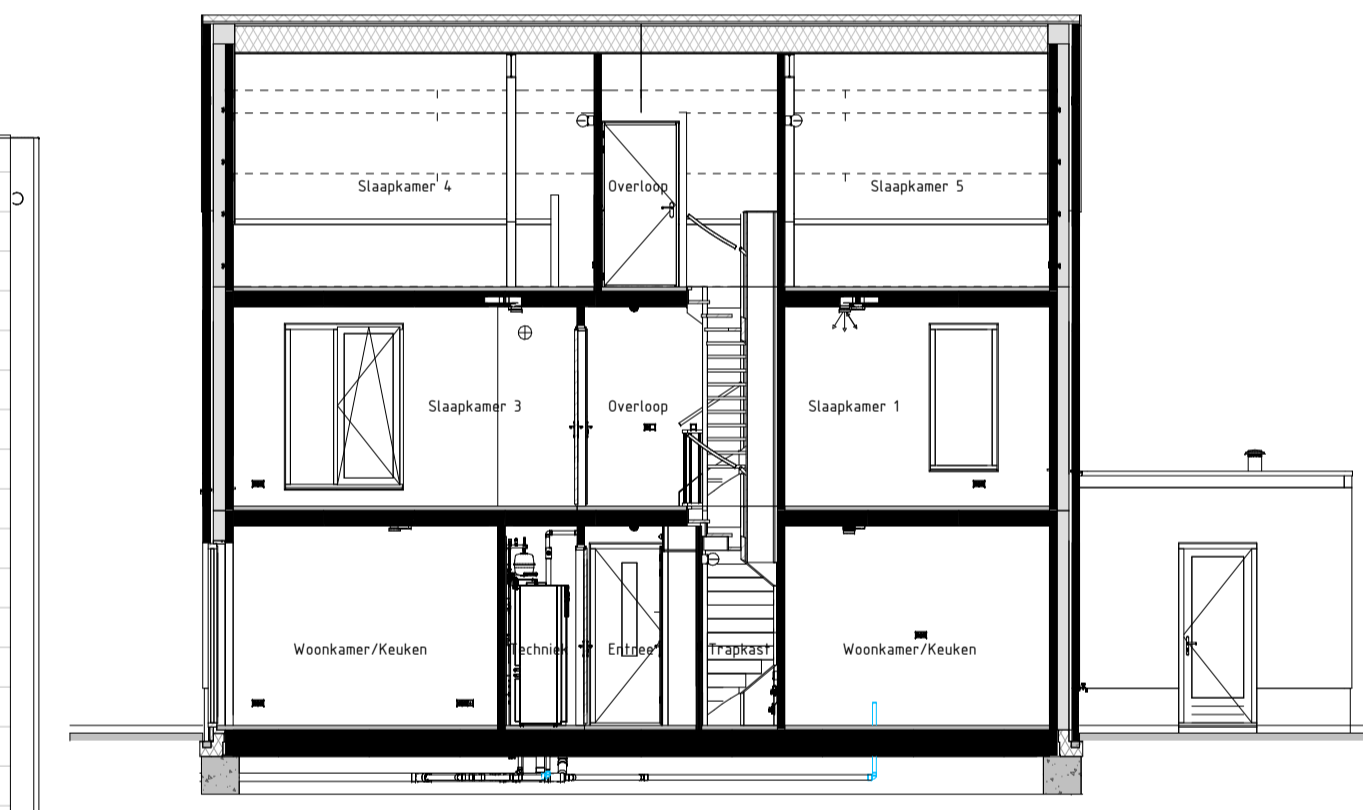 Slaapkamer 4
Overloop
Slaapkamer 5
Slaapkamer 3
Overloop
Slaapkamer 1
Woonkamer/Keuken
Techniek
Entree
Trapkast
Woonkamer/Keuken